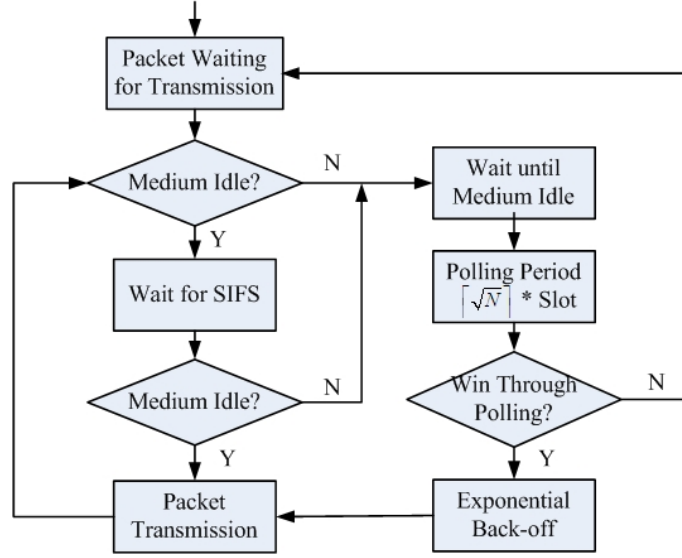 Packet Waiting
for Transmission
Medium Idle?
N
Y
Wait for SIFS
Medium Idle?
N
Y
Packet
Transmission
Wait until
Medium Idle
Polling Period
⌈√N⌉ * Slot
Win Through
Polling?
N
Y
Exponential
Back-off